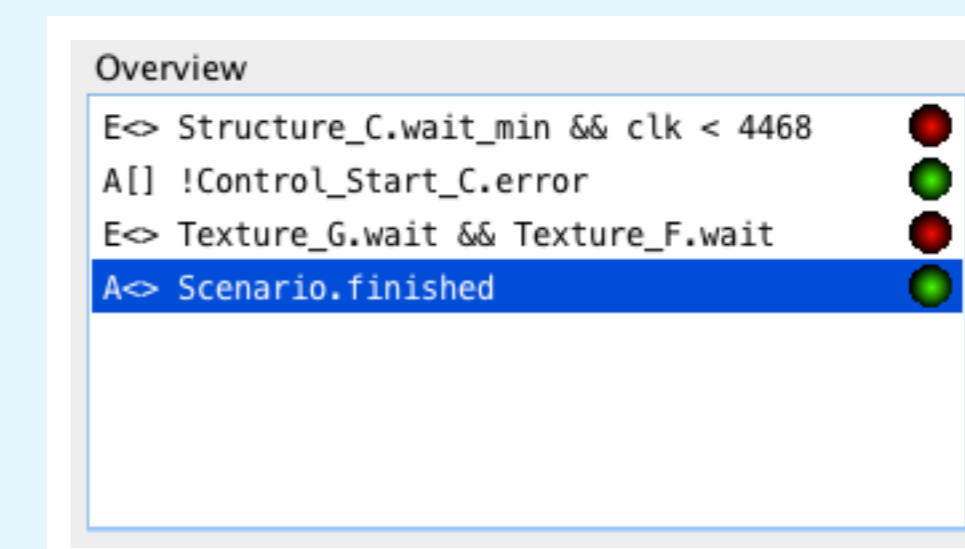 Overview
E<> Structure_C.wait_min && clk < 4468
A[] !Control_Start_C.error
E<> Texture_G.wait && Texture_F.wait
A<> Scenario.finished